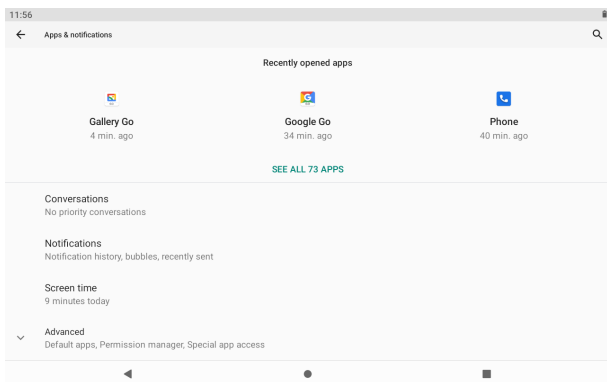 11:56
Apps & notifications
Recently opened apps
Gallery Go
4 min. ago
Google Go
34 min. ago
Phone
40 min. ago
SEE ALL 73 APPS
Conversations
No priority conversations
Notifications
Notification history, bubbles, recently sent
Screen time
9 minutes today
Advanced
Default apps, Permission manager, Special app access